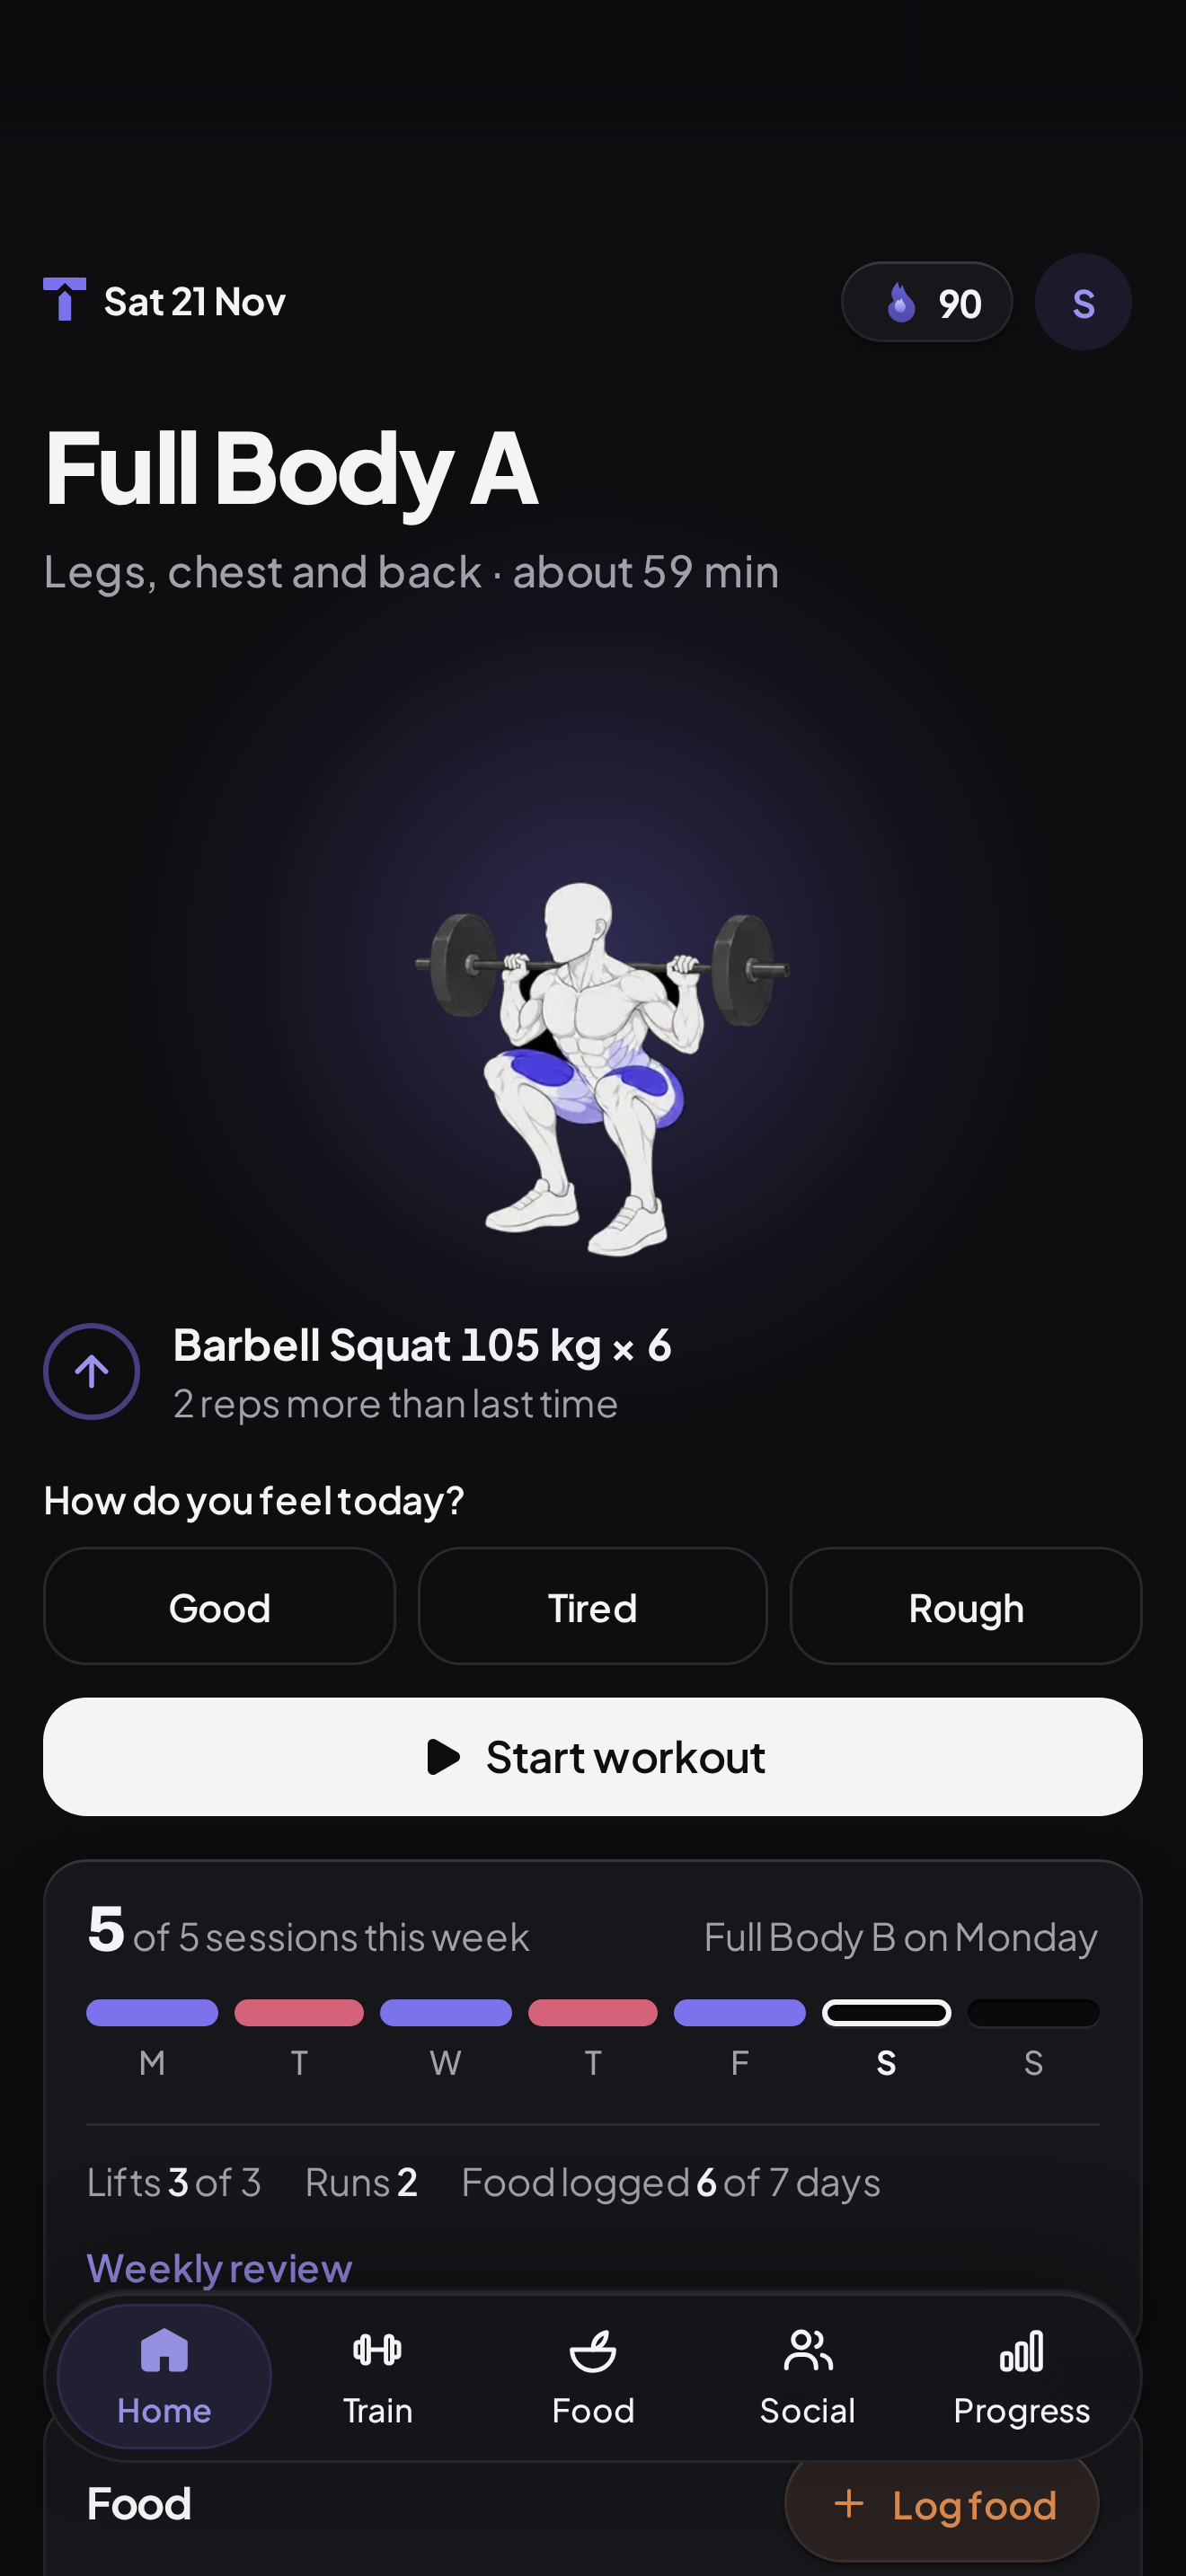 Sat 21 Nov
90
S
Full Body A
Legs, chest and back · about 59 min
Barbell Squat 105 kg × 6
2 reps more than last time
How do you feel today?
Good
Tired
Rough
Start workout
5 of 5 sessions this week
Full Body B on Monday
M T W T F S S
Lifts 3 of 3 Runs 2 Food logged 6 of 7 days
Weekly review
Home Train Food Social Progress
Food
+ Log food